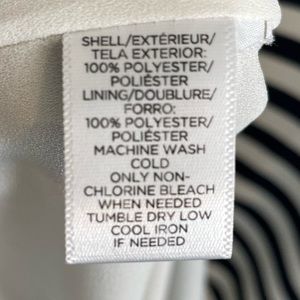 SHELL/EXTÉRIEUR/
TELA EXTERIOR:
100% POLYESTER/
POLIÉSTER
LINING/DOUBLURE/
FORRO:
100% POLYESTER/
POLIÉSTER
MACHINE WASH
COLD
ONLY NON-
CHLORINE BLEACH
WHEN NEEDED
TUMBLE DRY LOW
COOL IRON
IF NEEDED